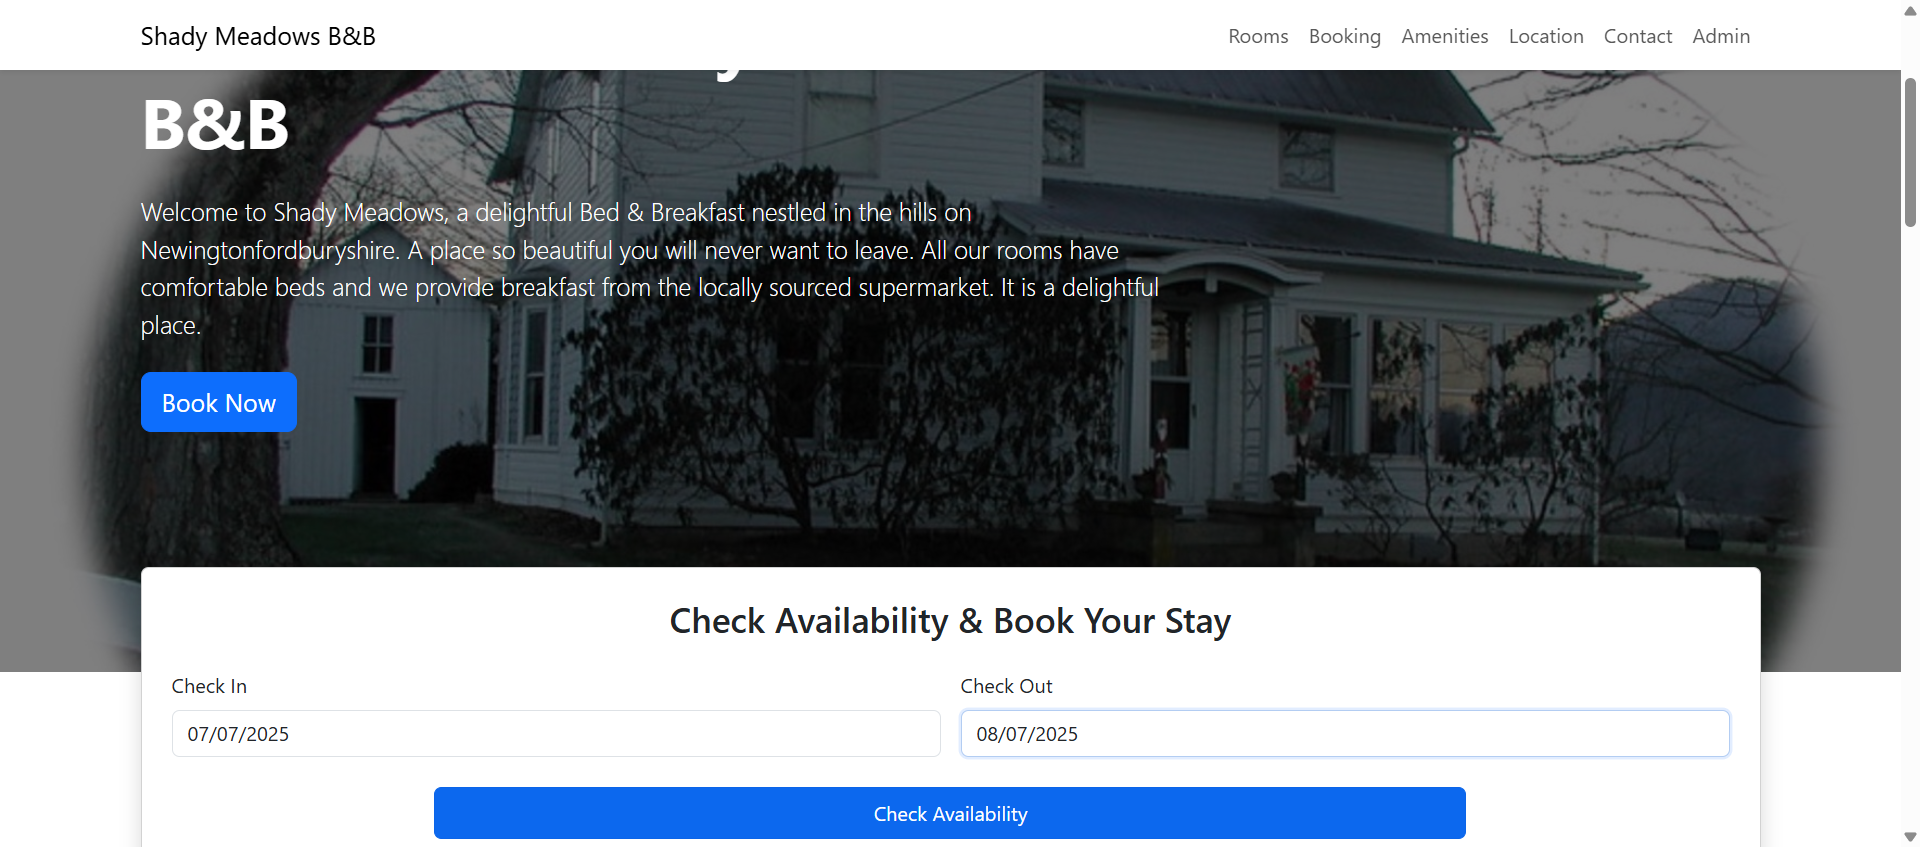 Shady Meadows B&B
Rooms Booking Amenities Location Contact Admin
B&B
Welcome to Shady Meadows, a delightful Bed & Breakfast nestled in the hills on
Newingtonfordburyshire. A place so beautiful you will never want to leave. All our rooms have
comfortable beds and we provide breakfast from the locally sourced supermarket. It is a delightful
place.
Book Now
Check Availability & Book Your Stay
Check In
Check Out
07/07/2025
08/07/2025
Check Availability